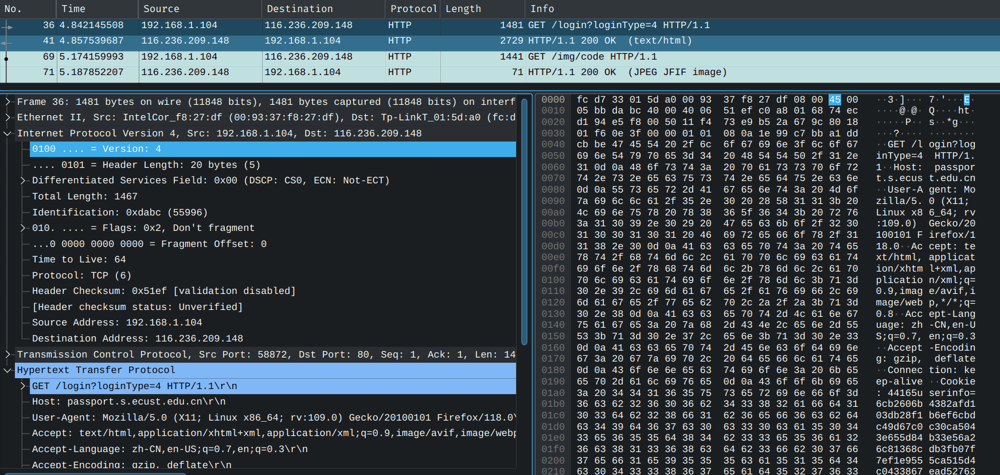 No. Time Source Destination Protocol Length Info
36 4.842145508 192.168.1.104 116.236.209.148 HTTP 1481 GET /login?loginType=4 HTTP/1.1
41 4.857539687 116.236.209.148 192.168.1.104 HTTP 2729 HTTP/1.1 200 OK  (text/html)
69 5.174159993 192.168.1.104 116.236.209.148 HTTP 1441 GET /img/code HTTP/1.1
71 5.187852207 116.236.209.148 192.168.1.104 HTTP 71 HTTP/1.1 200 OK  (JPEG JFIF image)
Frame 36: 1481 bytes on wire (11848 bits), 1481 bytes captured (11848 bits) on interf
Ethernet II, Src: IntelCor_f8:27:df (00:93:37:f8:27:df), Dst: Tp-LinkT_01:5d:a0 (fc:d
Internet Protocol Version 4, Src: 192.168.1.104, Dst: 116.236.209.148
0100 .... = Version: 4
.... 0101 = Header Length: 20 bytes (5)
Differentiated Services Field: 0x00 (DSCP: CS0, ECN: Not-ECT)
Total Length: 1467
Identification: 0xdabc (55996)
010. .... = Flags: 0x2, Don't fragment
...0 0000 0000 0000 = Fragment Offset: 0
Time to Live: 64
Protocol: TCP (6)
Header Checksum: 0x51ef [validation disabled]
[Header checksum status: Unverified]
Source Address: 192.168.1.104
Destination Address: 116.236.209.148
Transmission Control Protocol, Src Port: 58872, Dst Port: 80, Seq: 1, Ack: 1, Len: 14
Hypertext Transfer Protocol
GET /login?loginType=4 HTTP/1.1\r\n
Host: passport.s.ecust.edu.cn\r\n
User-Agent: Mozilla/5.0 (X11; Linux x86_64; rv:109.0) Gecko/20100101 Firefox/118.0\
Accept: text/html,application/xhtml+xml,application/xml;q=0.9,image/avif,image/webp
Accept-Language: zh-CN,en-US;q=0.7,en;q=0.3\r\n
Accept-Encoding: gzip, deflate\r\n
0000 fc d7 33 01 5d a0 00 93 37 f8 27 df 08 00 45 00 ··3·]··· 7·'···E·
0010 05 bb da bc 40 00 40 06 51 ef c0 a8 01 68 74 ec ····@·@· Q····ht·
0020 d1 94 e5 f8 00 50 11 f4 73 e9 b5 2a 67 9c 80 18 ·····P·· s··*g···
0030 01 f6 0e 3f 00 00 01 01 08 0a 1e 99 c7 bb a1 dd ···?···· ········
0040 cb be 47 45 54 20 2f 6c 6f 67 69 6e 3f 6c 6f 67 ··GET /l ogin?log
0050 69 6e 54 79 70 65 3d 34 20 48 54 54 50 2f 31 2e inType=4  HTTP/1.
0060 31 0d 0a 48 6f 73 74 3a 20 70 61 73 73 70 6f 72 1··Host:  passpor
0070 74 2e 73 2e 65 63 75 73 74 2e 65 64 75 2e 63 6e t.s.ecus t.edu.cn
0080 0d 0a 55 73 65 72 2d 41 67 65 6e 74 3a 20 4d 6f ··User-A gent: Mo
0090 7a 69 6c 6c 61 2f 35 2e 30 20 28 58 31 31 3b 20 zilla/5. 0 (X11;
00a0 4c 69 6e 75 78 20 78 38 36 5f 36 34 3b 20 72 76 Linux x8 6_64; rv
00b0 3a 31 30 39 2e 30 29 20 47 65 63 6b 6f 2f 32 30 :109.0)  Gecko/20
00c0 31 30 30 31 30 31 20 46 69 72 65 66 6f 78 2f 31 100101 F irefox/1
00d0 31 38 2e 30 0d 0a 41 63 63 65 70 74 3a 20 74 65 18.0··Ac cept: te
00e0 78 74 2f 68 74 6d 6c 2c 61 70 70 6c 69 63 61 74 xt/html, applicat
00f0 69 6f 6e 2f 78 68 74 6d 6c 2b 78 6d 6c 2c 61 70 ion/xhtm l+xml,ap
0100 70 6c 69 63 61 74 69 6f 6e 2f 78 6d 6c 3b 71 3d plicatio n/xml;q=
0110 30 2e 39 2c 69 6d 61 67 65 2f 61 76 69 66 2c 69 0.9,imag e/avif,i
0120 6d 61 67 65 2f 77 65 62 70 2c 2a 2f 2a 3b 71 3d mage/web p,*/*;q=
0130 30 2e 38 0d 0a 41 63 63 65 70 74 2d 4c 61 6e 67 0.8··Acc ept-Lang
0140 75 61 67 65 3a 20 7a 68 2d 43 4e 2c 65 6e 2d 55 uage: zh -CN,en-U
0150 53 3b 71 3d 30 2e 37 2c 65 6e 3b 71 3d 30 2e 33 S;q=0.7, en;q=0.3
0160 0d 0a 41 63 63 65 70 74 2d 45 6e 63 6f 64 69 6e ··Accept -Encodin
0170 67 3a 20 67 7a 69 70 2c 20 64 65 66 6c 61 74 65 g: gzip,  deflate
0180 0d 0a 43 6f 6e 6e 65 63 74 69 6f 6e 3a 20 6b 65 ··Connec tion: ke
0190 65 70 2d 61 6c 69 76 65 0d 0a 43 6f 6f 6b 69 65 ep-alive ··Cookie
01a0 3a 20 34 34 31 36 35 75 73 65 72 69 6e 66 6f 3d : 44165u serinfo=
01b0 36 63 62 32 36 30 36 62 34 33 38 32 61 66 64 31 6cb2606b 4382afd1
01c0 30 33 64 62 32 38 66 31 62 36 65 66 36 63 62 64 03db28f1 b6ef6cbd
01d0 63 34 39 64 36 37 63 30 63 33 30 63 61 35 30 34 c49d67c0 c30ca504
01e0 33 65 36 35 35 64 38 34 62 33 33 65 35 36 61 32 3e655d84 b33e56a2
01f0 36 63 38 31 33 36 38 63 64 62 33 66 62 30 37 66 6c81368c db3fb07f
0200 37 65 66 31 65 39 35 35 35 63 61 35 31 35 64 34 7ef1e955 5ca515d4
0210 63 30 34 33 33 38 36 37 65 61 64 35 32 37 36 33 c0433867 ead52763